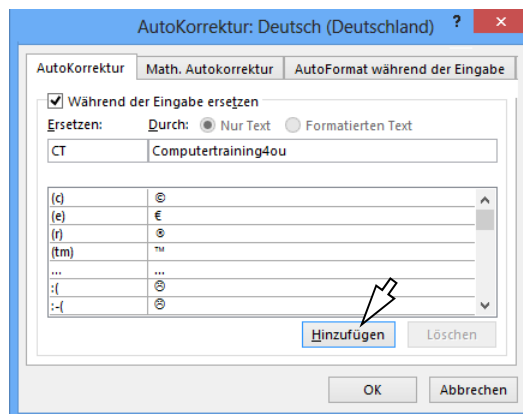 AutoKorrektur: Deutsch (Deutschland) ? ×
AutoKorrektur Math. Autokorrektur AutoFormat während der Eingabe
Während der Eingabe ersetzen
Ersetzen: Durch: Nur Text Formatierten Text
CT Computertraining4ou
(c) ©
(e) €
(r) ®
(tm) ™
... ...
:( ☹
:-( ☹
Hinzufügen Löschen
OK Abbrechen